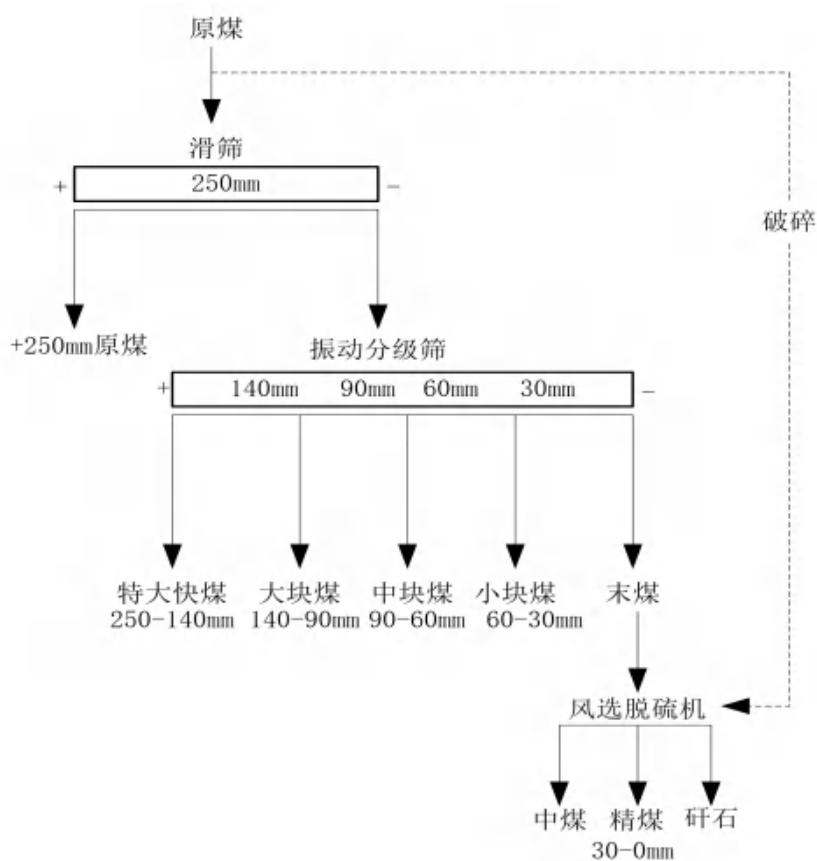 原煤
滑筛
+ 250mm −
破碎
+250mm原煤
振动分级筛
+ 140mm 90mm 60mm 30mm −
特大快煤 大块煤 中块煤 小块煤 末煤
250−140mm 140−90mm 90−60mm 60−30mm
风选脱硫机
中煤 精煤 矸石
30−0mm